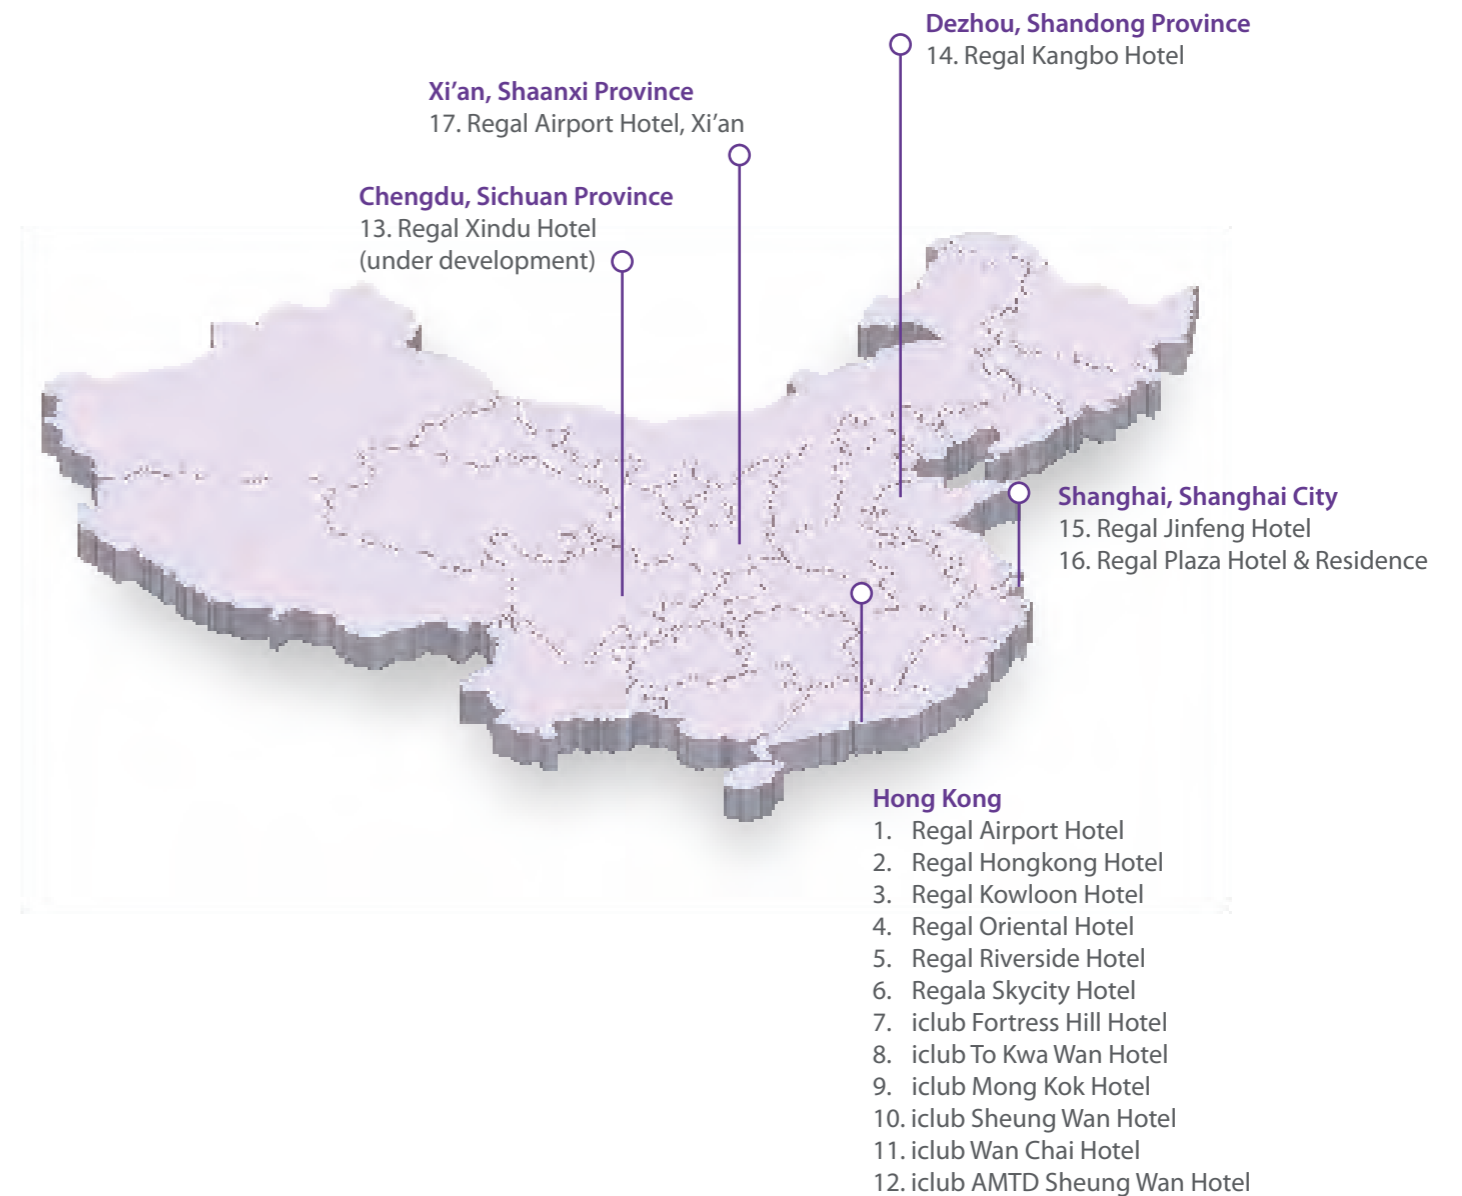 Dezhou, Shandong Province
14. Regal Kangbo Hotel
Xi’an, Shaanxi Province
17. Regal Airport Hotel, Xi’an
Chengdu, Sichuan Province
13. Regal Xindu Hotel
(under development)
Shanghai, Shanghai City
15. Regal Jinfeng Hotel
16. Regal Plaza Hotel & Residence
Hong Kong
1. Regal Airport Hotel
2. Regal Hongkong Hotel
3. Regal Kowloon Hotel
4. Regal Oriental Hotel
5. Regal Riverside Hotel
6. Regala Skycity Hotel
7. iclub Fortress Hill Hotel
8. iclub To Kwa Wan Hotel
9. iclub Mong Kok Hotel
10. iclub Sheung Wan Hotel
11. iclub Wan Chai Hotel
12. iclub AMTD Sheung Wan Hotel